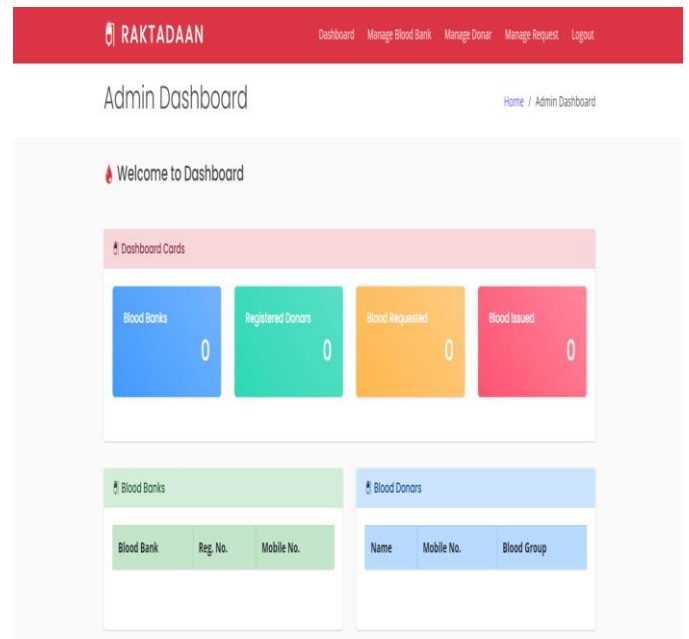 RAKTADAAN
Dashboard Manage Blood Bank Manage Donar Manage Request Logout
Admin Dashboard
Home / Admin Dashboard
Welcome to Dashboard
Dashboard Cards
Blood Banks
0
Registered Donars
0
Blood Requested
0
Blood Issued
0
Blood Banks
Blood Bank Reg. No. Mobile No.
Blood Donars
Name Mobile No. Blood Group